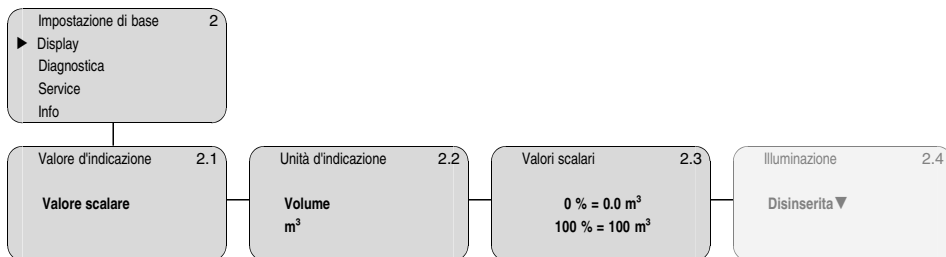 Impostazione di base 2
▶ Display
Diagnostica
Service
Info
Valore d'indicazione 2.1
Valore scalare
Unità d'indicazione 2.2
Volume
m³
Valori scalari 2.3
0 % = 0.0 m³
100 % = 100 m³
Illuminazione 2.4
Disinserita▼